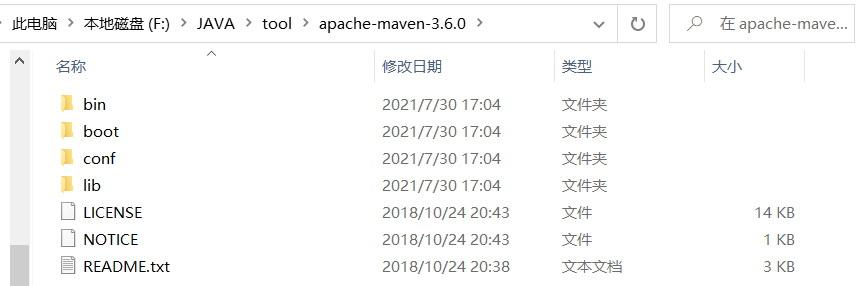 此电脑 > 本地磁盘 (F:) > JAVA > tool > apache-maven-3.6.0 > 在 apache-mave...
名称 修改日期 类型 大小
bin 2021/7/30 17:04 文件夹
boot 2021/7/30 17:04 文件夹
conf 2021/7/30 17:04 文件夹
lib 2021/7/30 17:04 文件夹
LICENSE 2018/10/24 20:43 文件 14 KB
NOTICE 2018/10/24 20:43 文件 1 KB
README.txt 2018/10/24 20:38 文本文档 3 KB